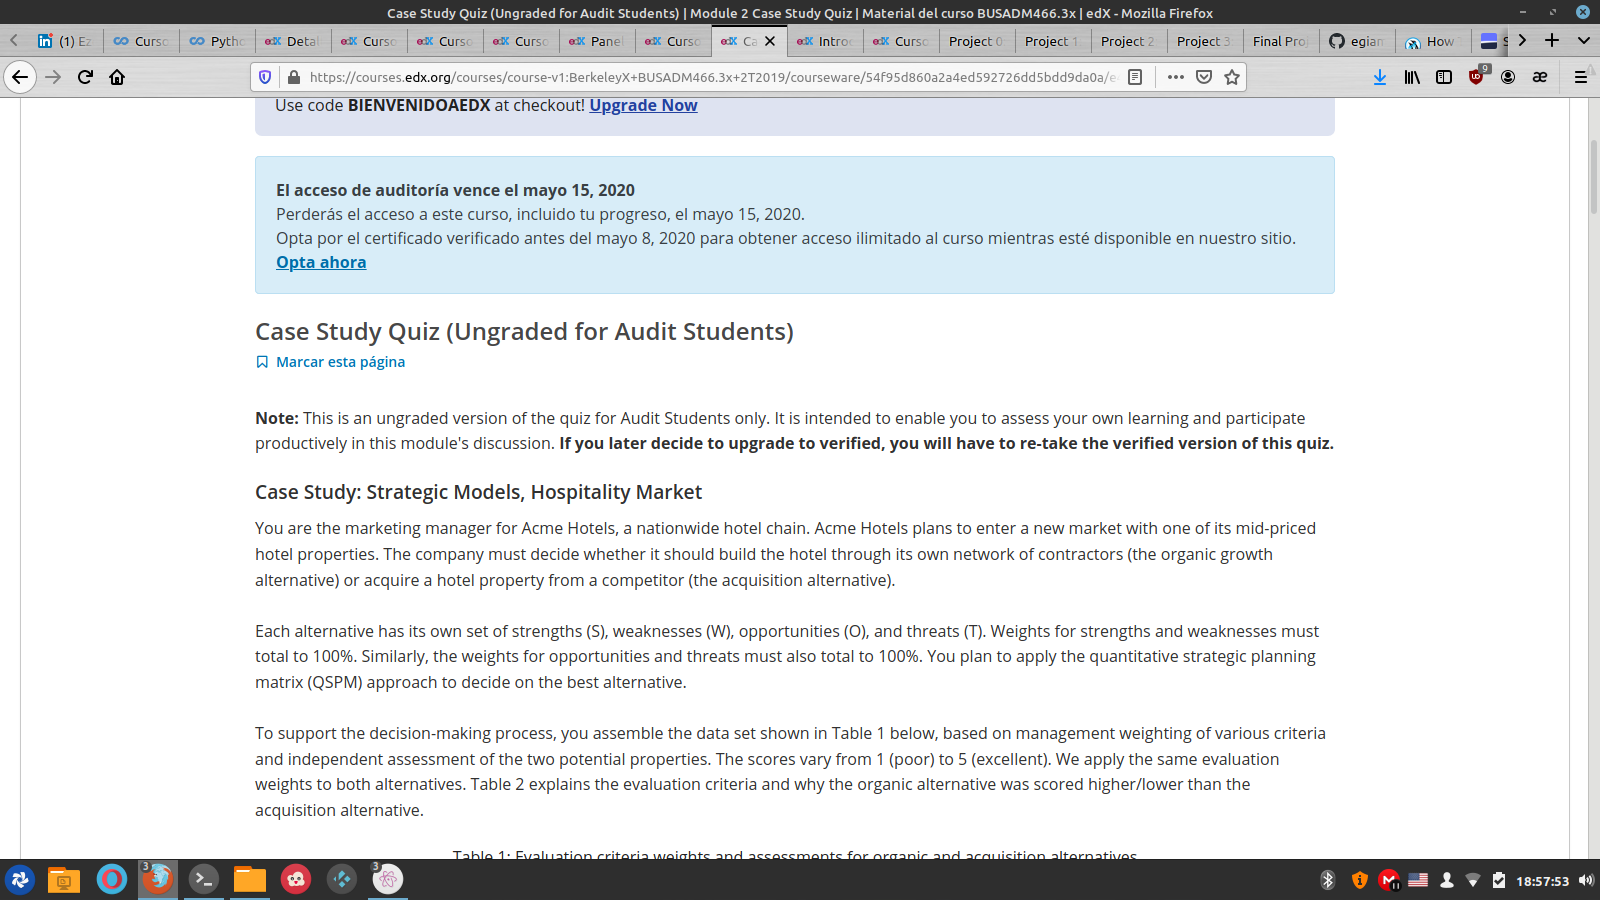 Case Study Quiz (Ungraded for Audit Students) | Module 2 Case Study Quiz | Material del curso BUSADM466.3x | edX - Mozilla Firefox
(1) Ez Curso Pytho Detal Curso Curso Curso Panel Curso Ca Intro Curso Project 0 Project 1 Project 2 Project 3 Final Proj egiam How
https://courses.edx.org/courses/course-v1:BerkeleyX+BUSADM466.3x+2T2019/courseware/54f95d860a2a4ed592726dd5bdd9da0a/e
9
Use code BIENVENIDOAEDX at checkout! Upgrade Now
El acceso de auditoría vence el mayo 15, 2020
Perderás el acceso a este curso, incluido tu progreso, el mayo 15, 2020.
Opta por el certificado verificado antes del mayo 8, 2020 para obtener acceso ilimitado al curso mientras esté disponible en nuestro sitio.
Opta ahora
Case Study Quiz (Ungraded for Audit Students)
Marcar esta página
Note: This is an ungraded version of the quiz for Audit Students only. It is intended to enable you to assess your own learning and participate
productively in this module's discussion. If you later decide to upgrade to verified, you will have to re-take the verified version of this quiz.
Case Study: Strategic Models, Hospitality Market
You are the marketing manager for Acme Hotels, a nationwide hotel chain. Acme Hotels plans to enter a new market with one of its mid-priced
hotel properties. The company must decide whether it should build the hotel through its own network of contractors (the organic growth
alternative) or acquire a hotel property from a competitor (the acquisition alternative).
Each alternative has its own set of strengths (S), weaknesses (W), opportunities (O), and threats (T). Weights for strengths and weaknesses must
total to 100%. Similarly, the weights for opportunities and threats must also total to 100%. You plan to apply the quantitative strategic planning
matrix (QSPM) approach to decide on the best alternative.
To support the decision-making process, you assemble the data set shown in Table 1 below, based on management weighting of various criteria
and independent assessment of the two potential properties. The scores vary from 1 (poor) to 5 (excellent). We apply the same evaluation
weights to both alternatives. Table 2 explains the evaluation criteria and why the organic alternative was scored higher/lower than the
acquisition alternative.
Table 1: Evaluation criteria weights and assessments for organic and acquisition alternatives
3 3 18:57:53